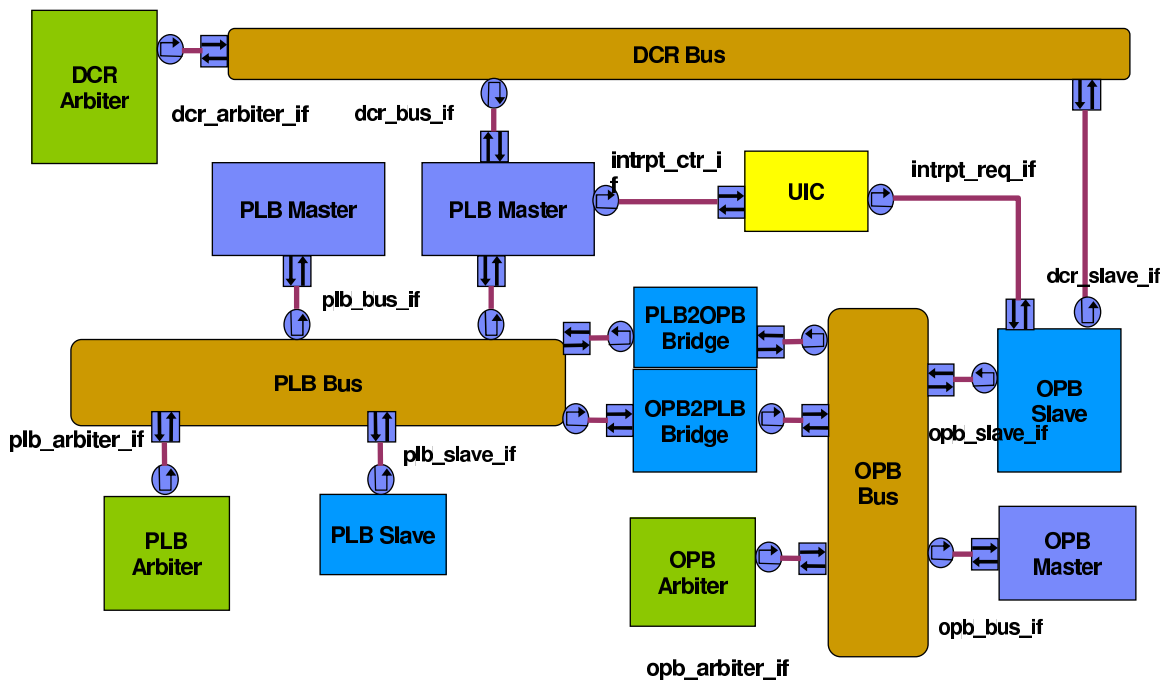 DCR Bus
DCR
Arbiter
dcr_arbiter_if
dcr_bus_if
intrpt_ctr_i
f
intrpt_req_if
PLB Master
PLB Master
UIC
dcr_slave_if
plb_bus_if
PLB2OPB
Bridge
PLB Bus
OPB2PLB
Bridge
OPB
Slave
plb_arbiter_if
plb_slave_if
opb_slave_if
OPB
Bus
PLB
Arbiter
PLB Slave
OPB
Arbiter
OPB
Master
opb_bus_if
opb_arbiter_if